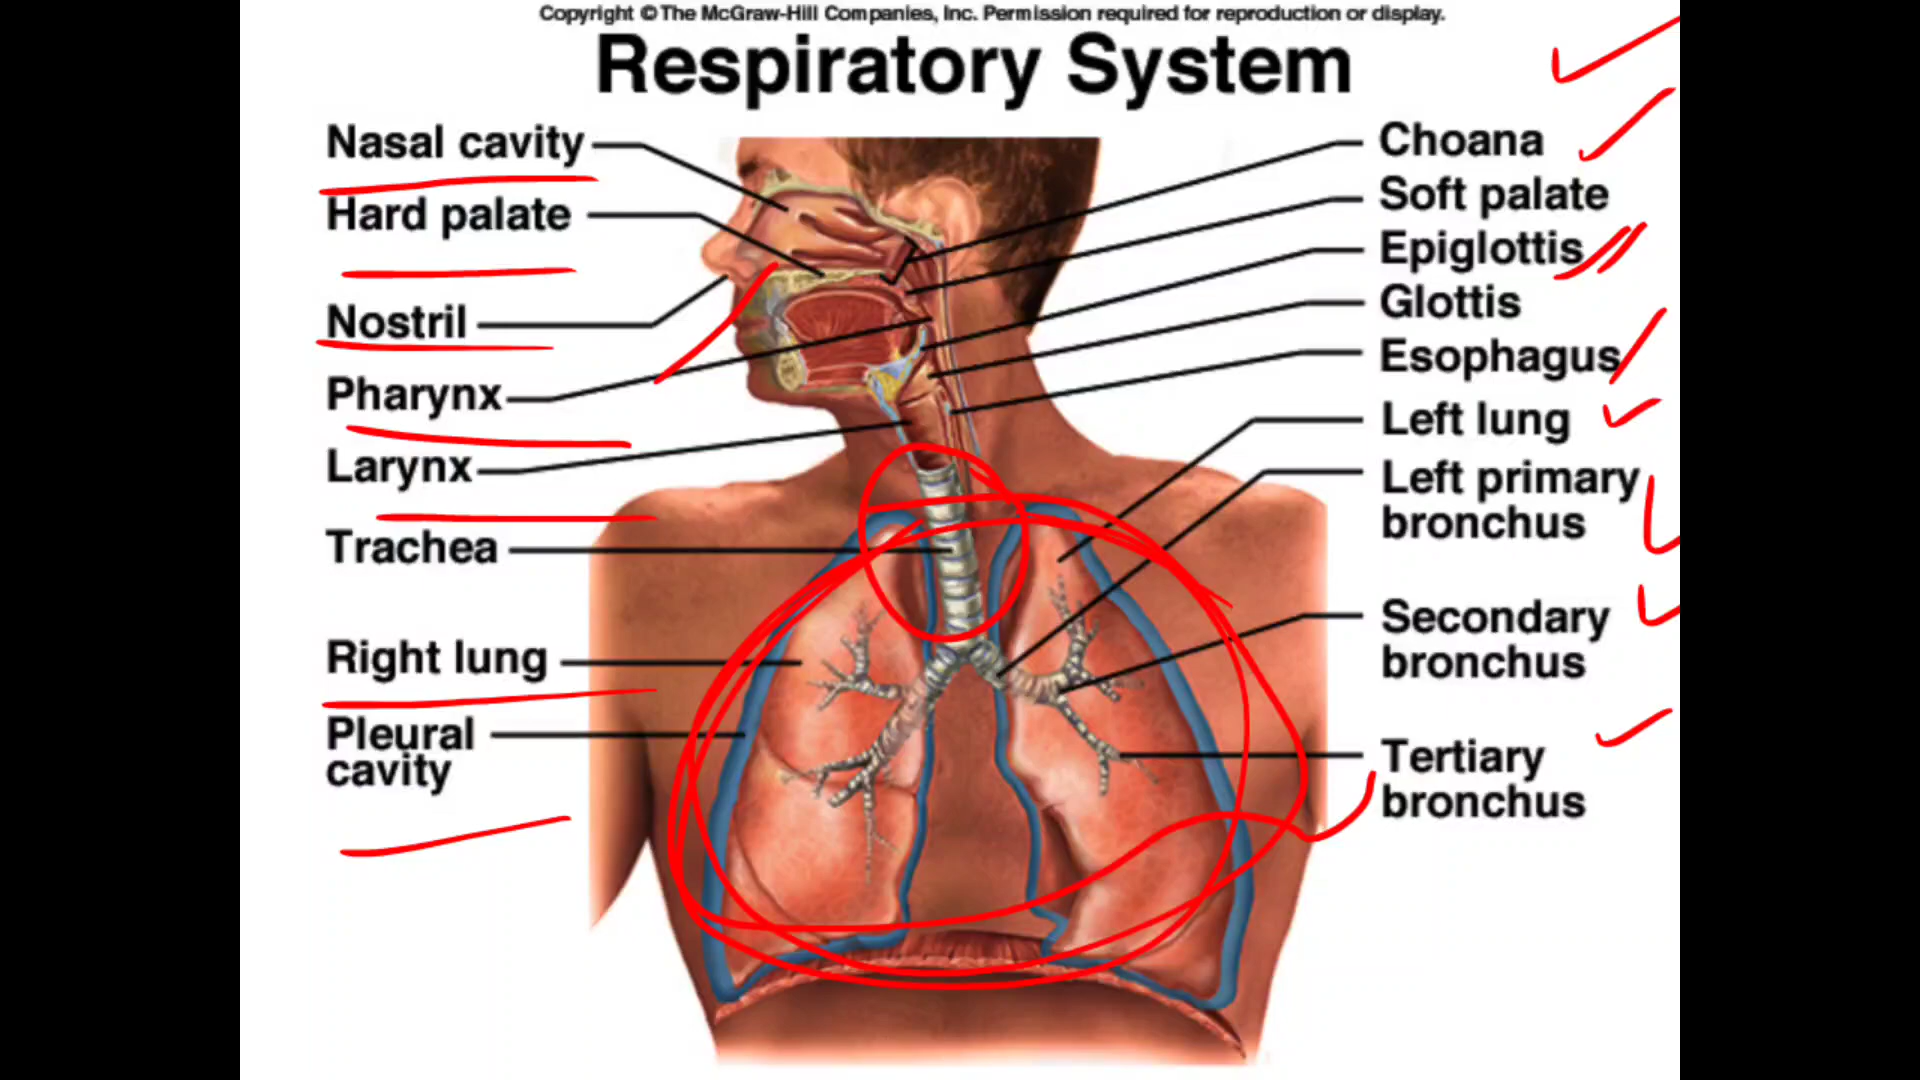 Copyright © The McGraw-Hill Companies, Inc. Permission required for reproduction or display.
Respiratory System
Nasal cavity
Hard palate
Nostril
Pharynx
Larynx
Trachea
Right lung
Pleural
cavity
Choana
Soft palate
Epiglottis
Glottis
Esophagus
Left lung
Left primary
bronchus
Secondary
bronchus
Tertiary
bronchus